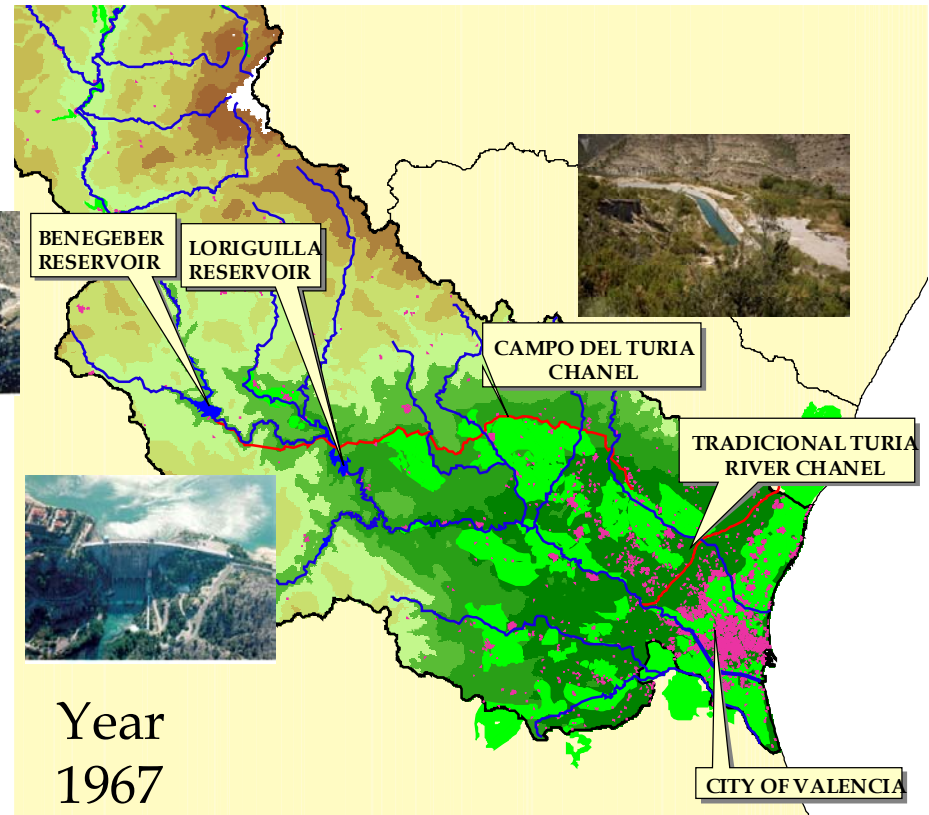 BENEGEBER
RESERVOIR
LORIGUILLA
RESERVOIR
CAMPO DEL TURIA
CHANEL
TRADICIONAL TURIA
RIVER CHANEL
CITY OF VALENCIA
Year
1967